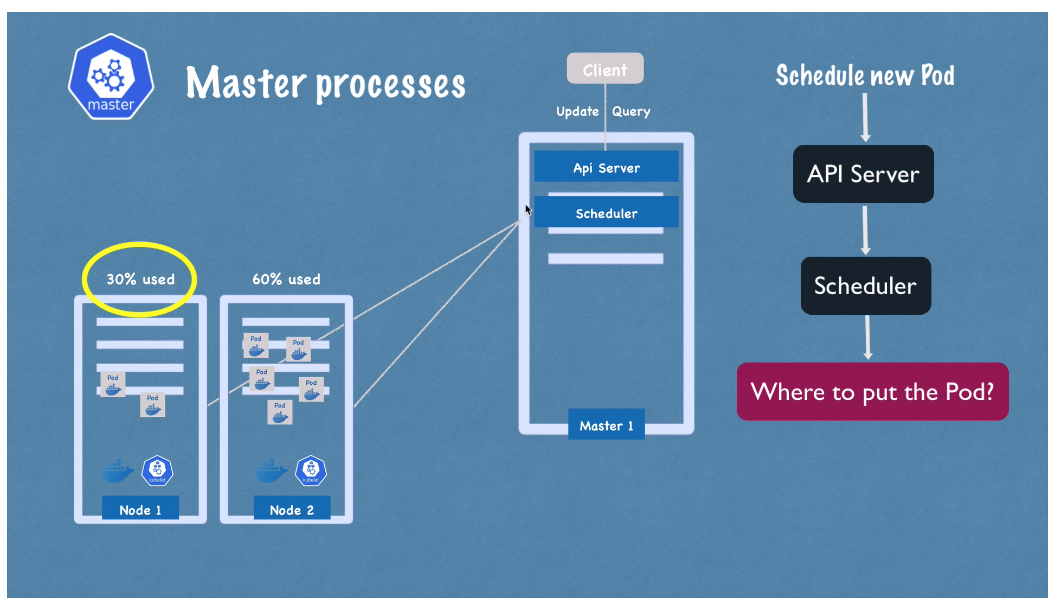 master
Master processes
Client
Update
Query
Api Server
Scheduler
Master 1
30% used
60% used
Pod
Pod
Pod
Pod
Pod
Pod
Pod
kubelet
kubelet
Node 1
Node 2
Schedule new Pod
API Server
Scheduler
Where to put the Pod?